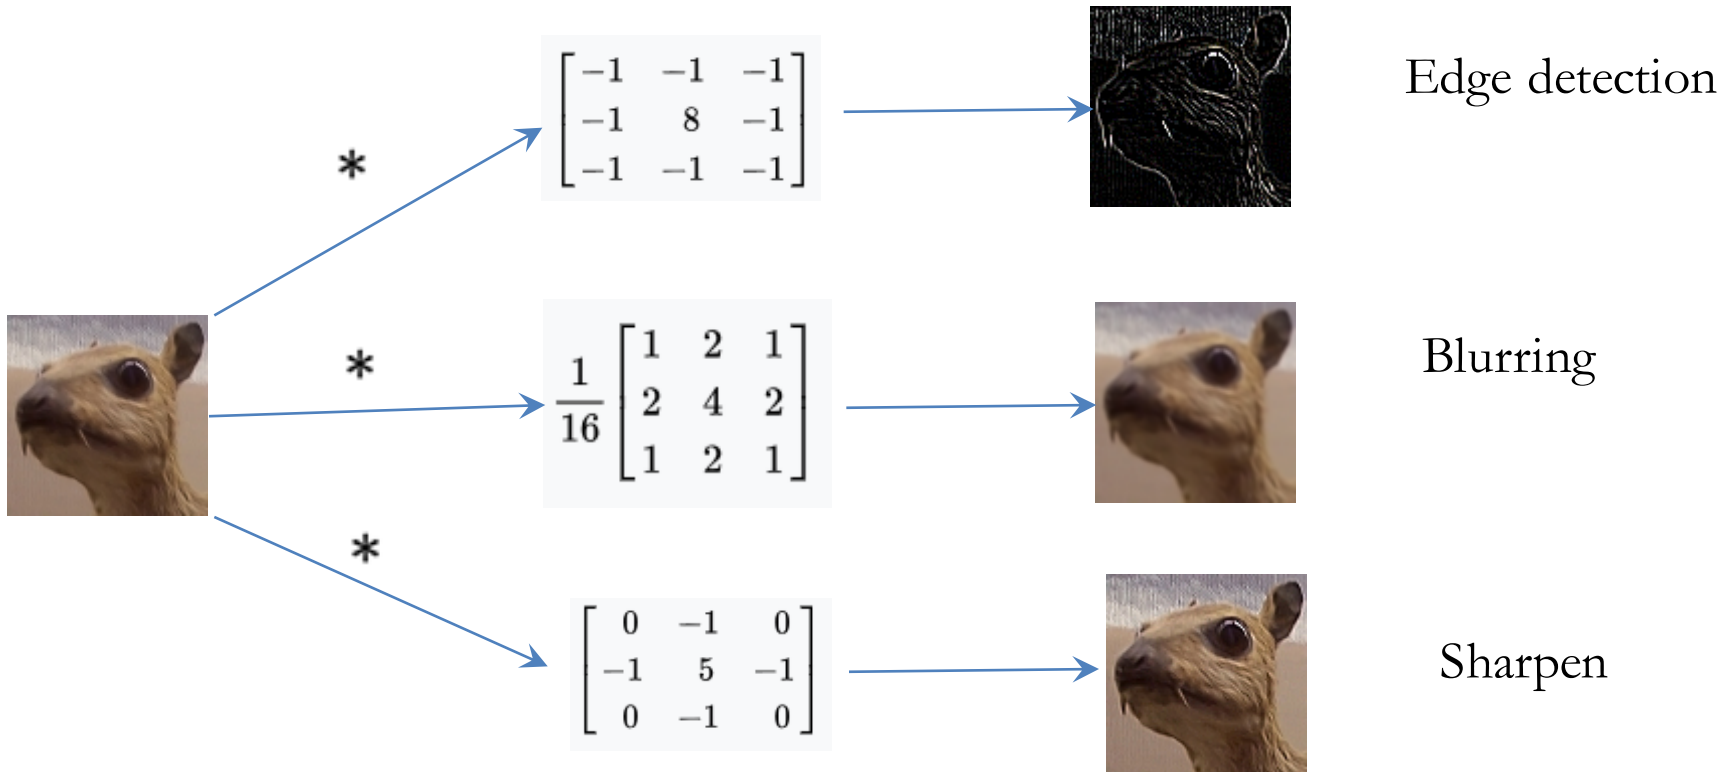 *
[-1 -1 -1]
[-1 8 -1]
[-1 -1 -1]
Edge detection
*
1/16
[1 2 1]
[2 4 2]
[1 2 1]
Blurring
*
[0 -1 0]
[-1 5 -1]
[0 -1 0]
Sharpen